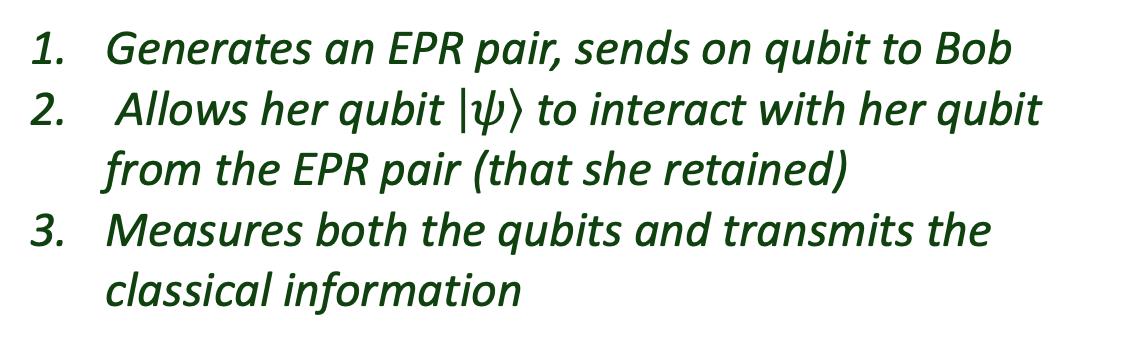 1. Generates an EPR pair, sends on qubit to Bob
2. Allows her qubit |ψ⟩ to interact with her qubit
from the EPR pair (that she retained)
3. Measures both the qubits and transmits the
classical information